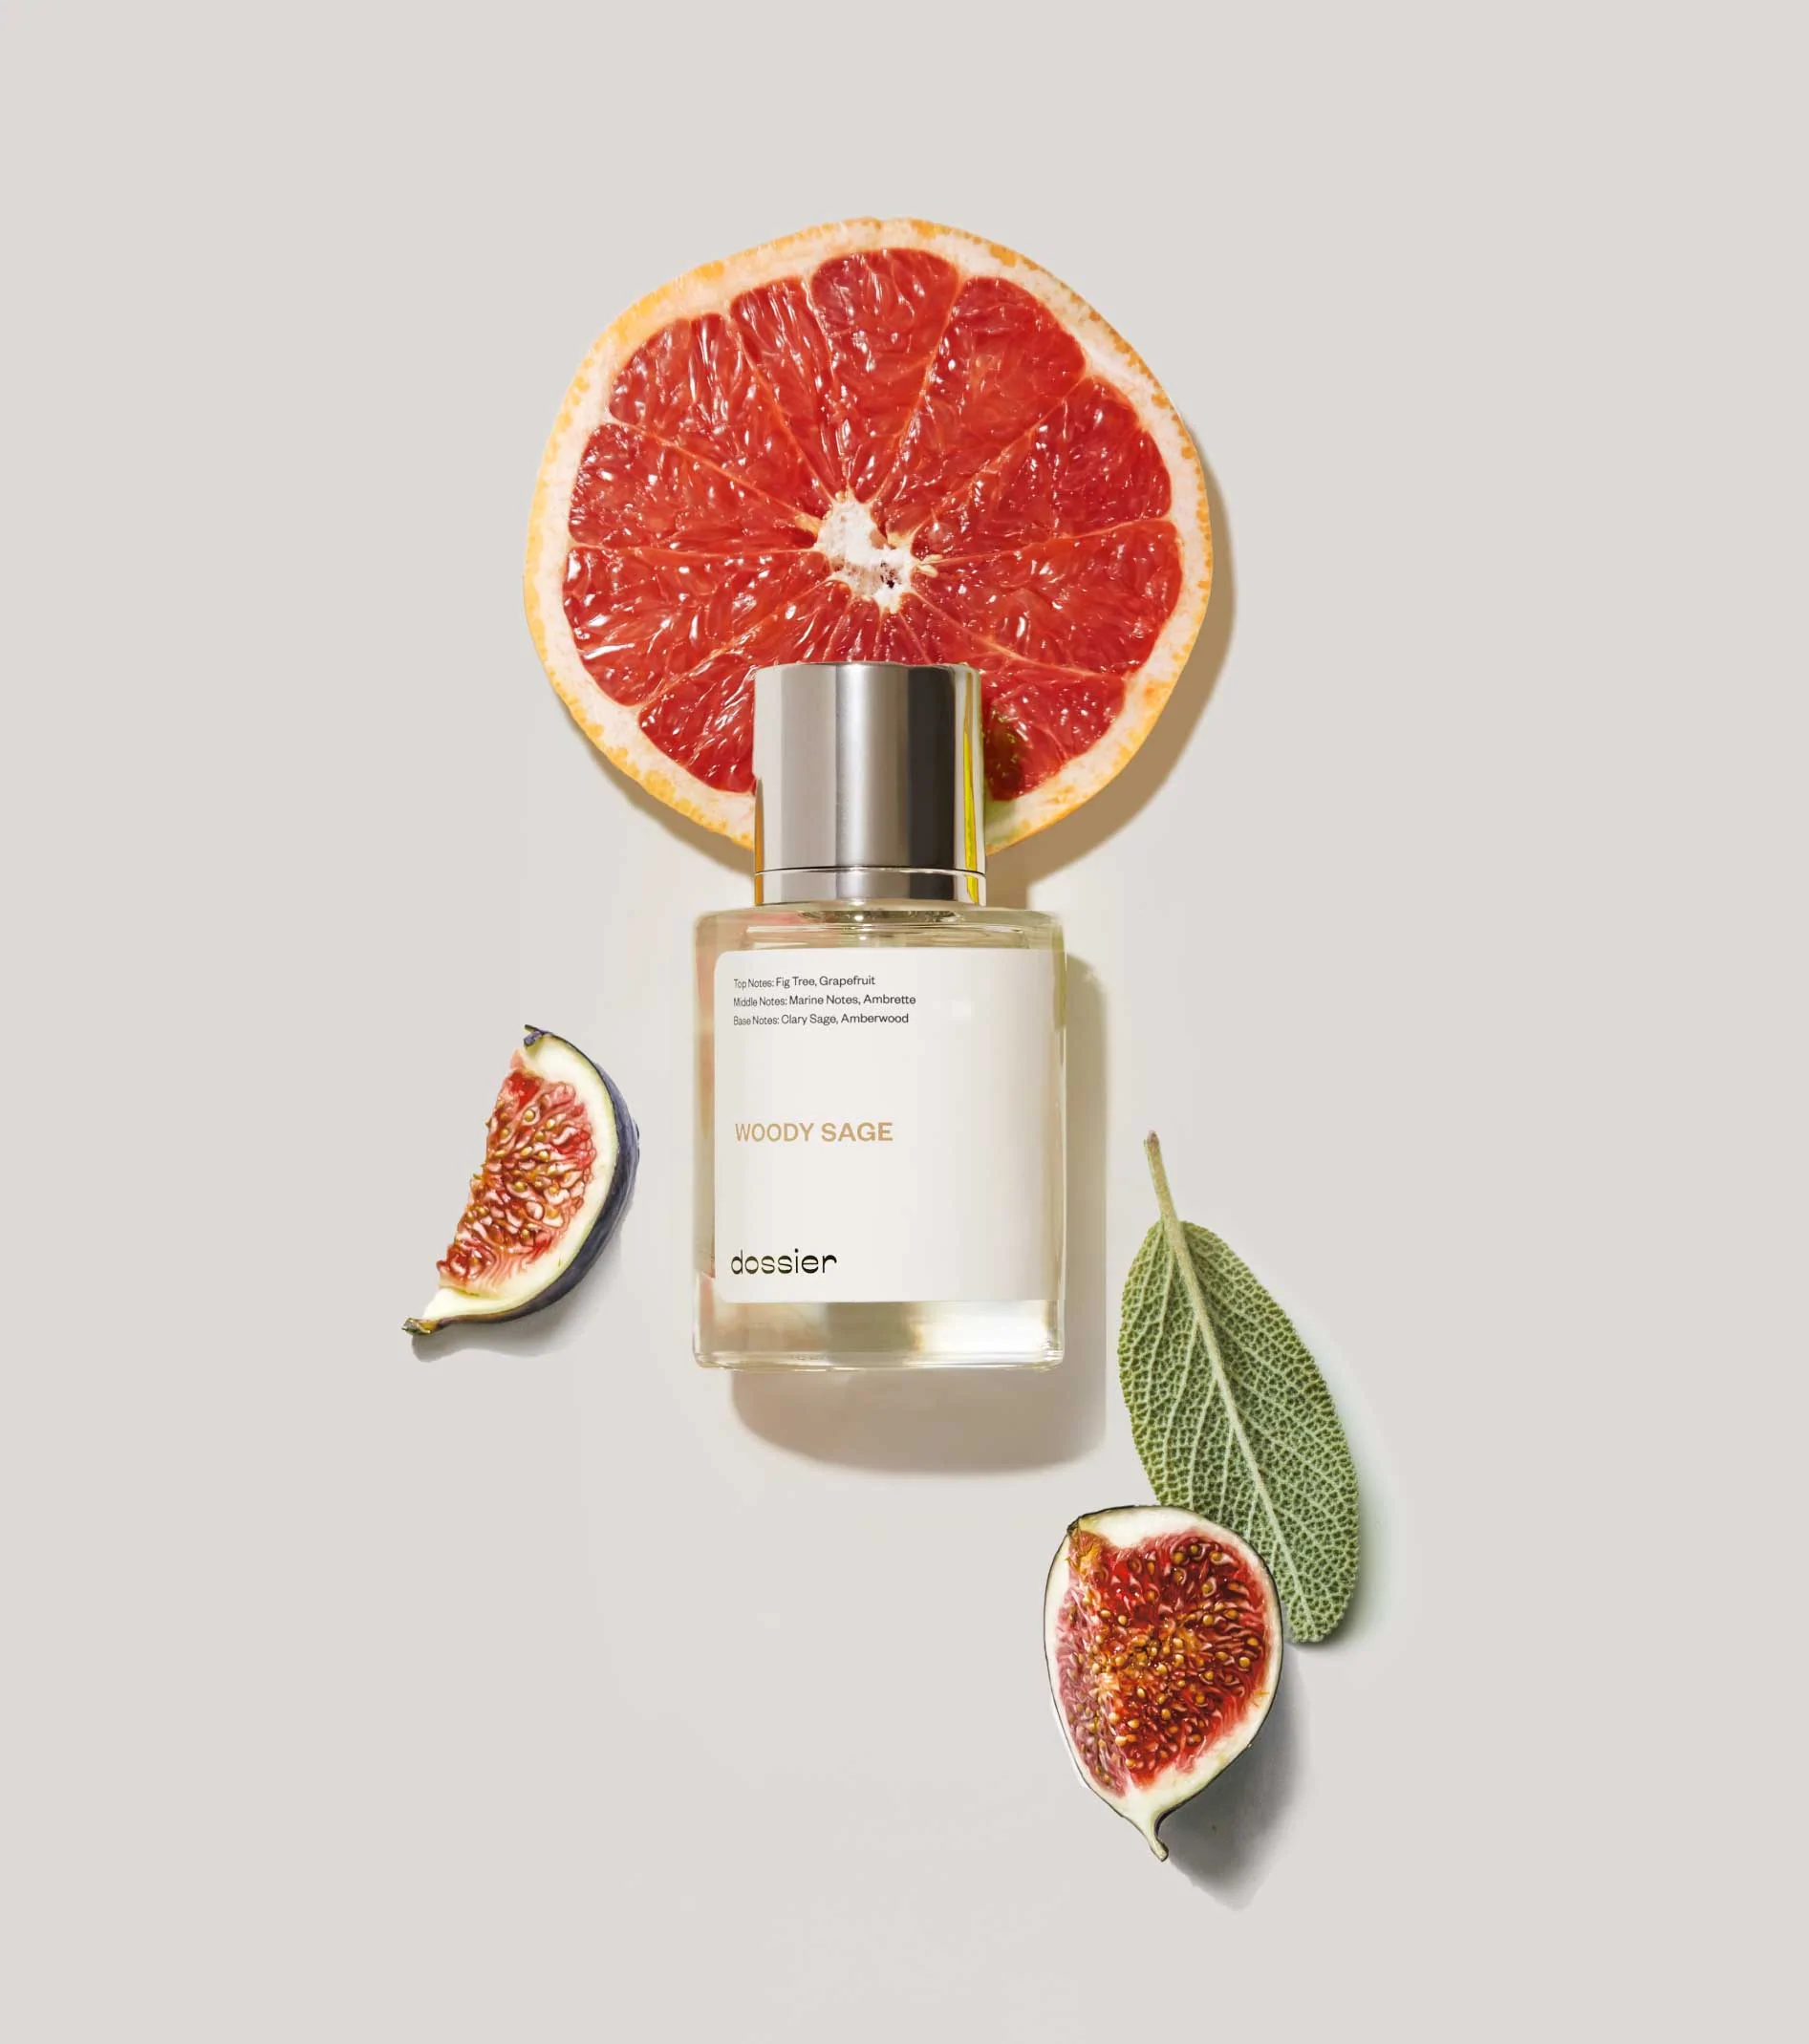 Top Notes: Fig Tree, Grapefruit
Middle Notes: Marine Notes, Ambrette
Base Notes: Clary Sage, Amberwood
WOODY SAGE
dossier